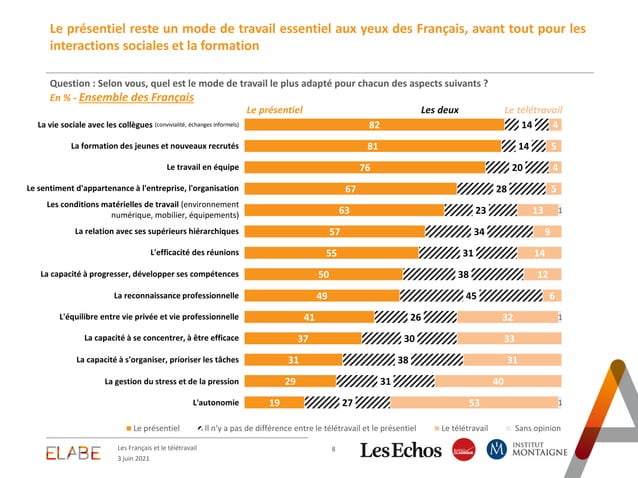 Le présentiel reste un mode de travail essentiel aux yeux des Français, avant tout pour les
interactions sociales et la formation
Question : Selon vous, quel est le mode de travail le plus adapté pour chacun des aspects suivants ?
En % - Ensemble des Français
Le présentiel Les deux Le télétravail
La vie sociale avec les collègues (convivialité, échanges informels) 82 14 4
La formation des jeunes et nouveaux recrutés 81 14 5
Le travail en équipe 76 20 4
Le sentiment d'appartenance à l'entreprise, l'organisation 67 28 5
Les conditions matérielles de travail (environnement
numérique, mobilier, équipements) 63 23 13 1
La relation avec ses supérieurs hiérarchiques 57 34 9
L'efficacité des réunions 55 31 14
La capacité à progresser, développer ses compétences 50 38 12
La reconnaissance professionnelle 49 45 6
L'équilibre entre vie privée et vie professionnelle 41 26 32 1
La capacité à se concentrer, à être efficace 37 30 33
La capacité à s'organiser, prioriser les tâches 31 38 31
La gestion du stress et de la pression 29 31 40
L'autonomie 19 27 53 1
Le présentiel Il n'y a pas de différence entre le télétravail et le présentiel Le télétravail Sans opinion
ELABE
Les Français et le télétravail
3 juin 2021
8
LesEchos
INSTITUT
MONTAIGNE